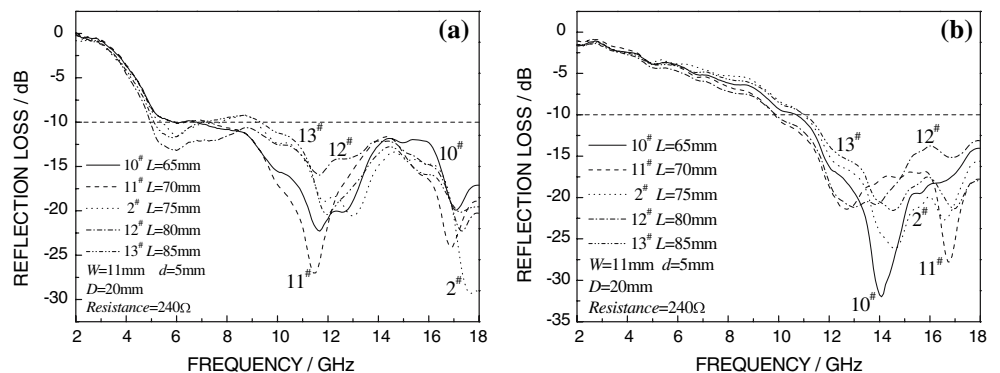 (a)
REFLECTION LOSS / dB
0
-5
-10
-15
-20
-25
-30
10# L=65mm
11# L=70mm
2# L=75mm
12# L=80mm
13# L=85mm
W=11mm d=5mm
D=20mm
Resistance=240Ω
13#
12#
10#
11#
2#
2 4 6 8 10 12 14 16 18
FREQUENCY / GHz
(b)
REFLECTION LOSS / dB
0
-5
-10
-15
-20
-25
-30
-35
10# L=65mm
11# L=70mm
2# L=75mm
12# L=80mm
13# L=85mm
W=11mm d=5mm
D=20mm
Resistance=240Ω
13#
12#
2#
11#
10#
2 4 6 8 10 12 14 16 18
FREQUENCY / GHz